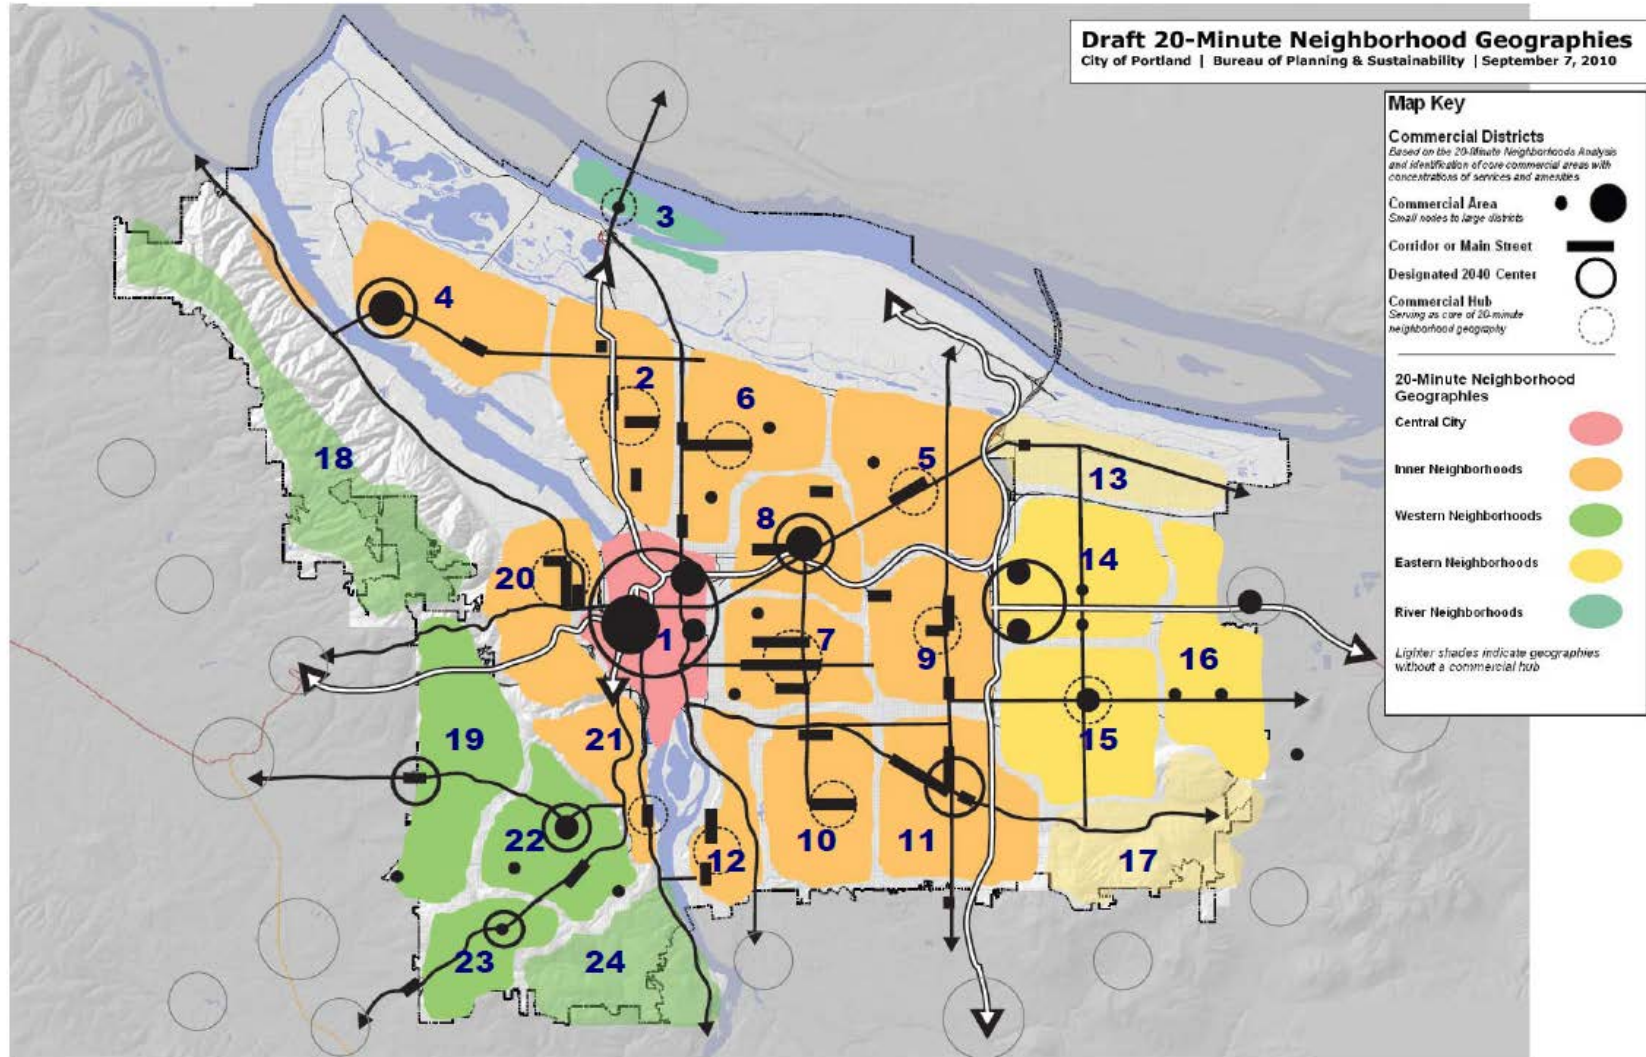 Draft 20-Minute Neighborhood Geographies
City of Portland | Bureau of Planning & Sustainability | September 7, 2010
Map Key
Commercial Districts
Based on the 20-Minute Neighborhoods Analysis
and identification of core commercial areas with
concentrations of services and amenities
Commercial Area
Small nodes to large districts
Corridor or Main Street
Designated 2040 Center
Commercial Hub
Serving as core of 20-minute
neighborhood geography
20-Minute Neighborhood
Geographies
Central City
Inner Neighborhoods
Western Neighborhoods
Eastern Neighborhoods
River Neighborhoods
Lighter shades indicate geographies
without a commercial hub
3
4
2
6
18
5
13
8
14
20
1
7
9
16
19
21
15
22
12
10
11
17
23
24